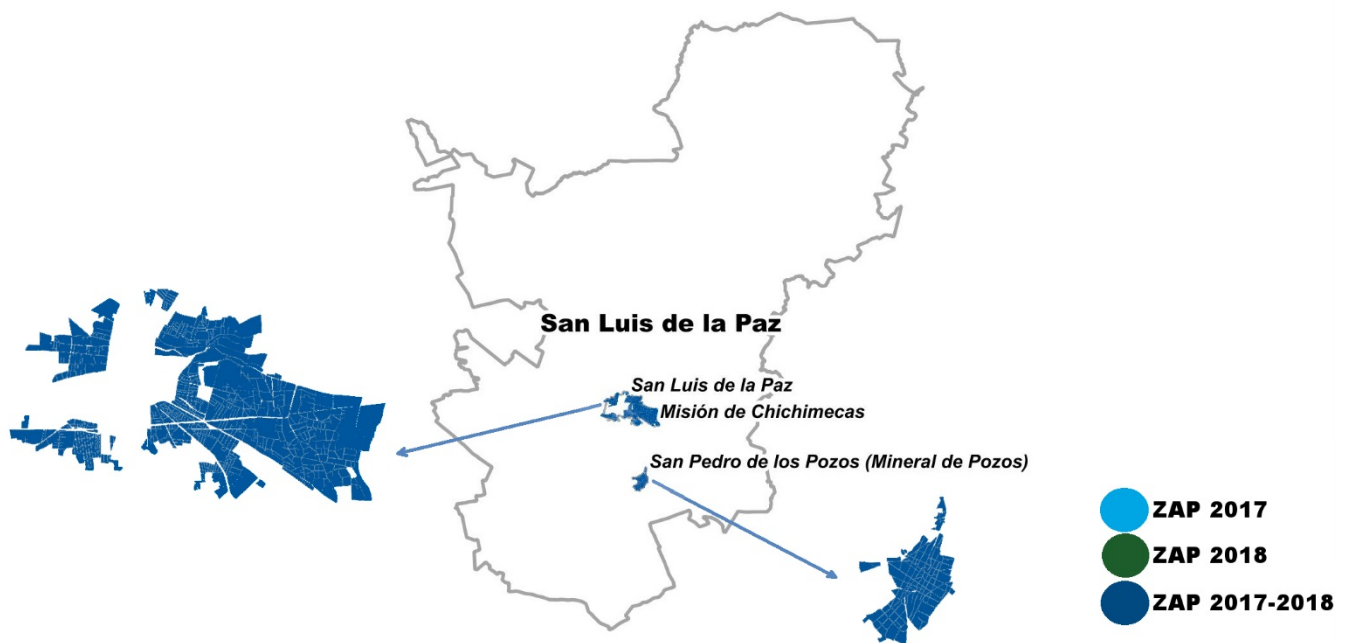 San Luis de la Paz
San Luis de la Paz
Misión de Chichimecas
San Pedro de los Pozos (Mineral de Pozos)
ZAP 2017
ZAP 2018
ZAP 2017-2018